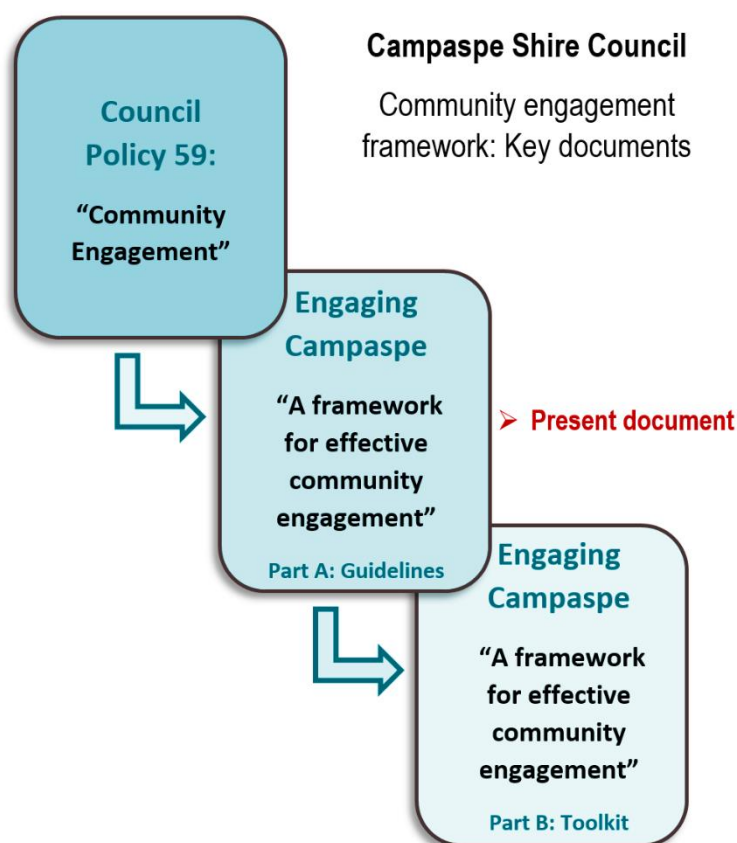 Campaspe Shire Council
Community engagement
framework: Key documents
Council
Policy 59:
“Community
Engagement”
Engaging
Campaspe
“A framework
for effective
community
engagement”
Part A: Guidelines
➢ Present document
Engaging
Campaspe
“A framework
for effective
community
engagement”
Part B: Toolkit